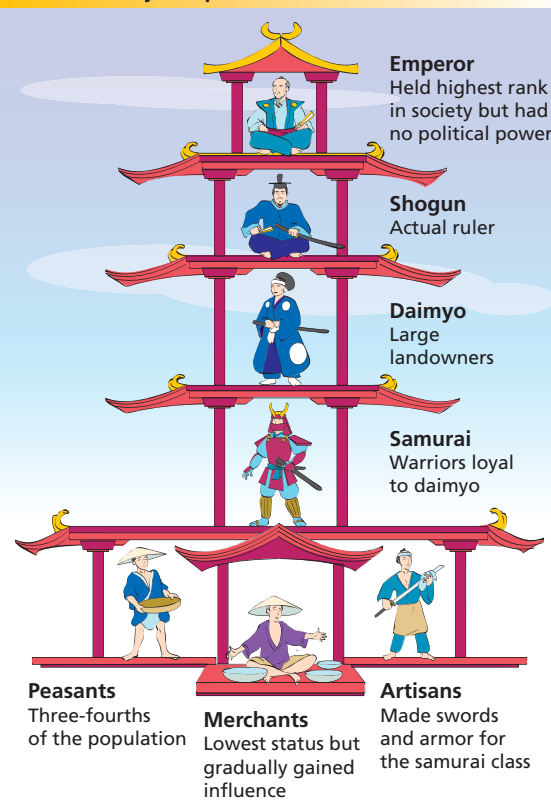 Emperor
Held highest rank
in society but had
no political power
Shogun
Actual ruler
Daimyo
Large
landowners
Samurai
Warriors loyal
to daimyo
Peasants
Three-fourths
of the population
Merchants
Lowest status but
gradually gained
influence
Artisans
Made swords
and armor for
the samurai class